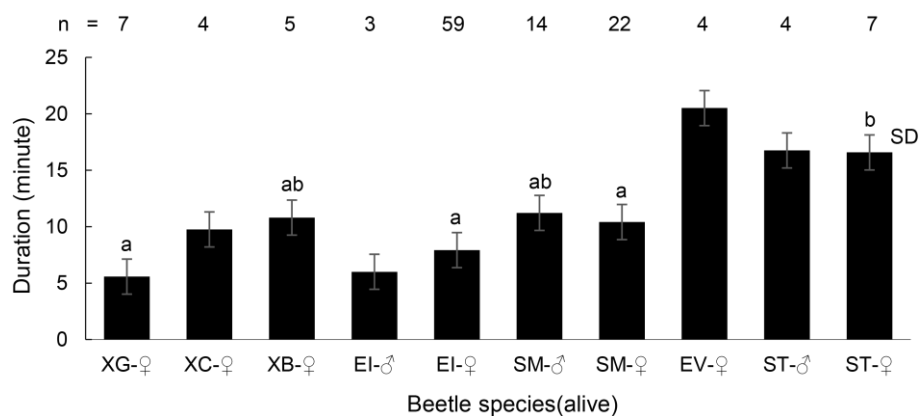 n = 7 4 5 3 59 14 22 4 4 7
25
20
15
10
5
0
Duration (minute)
a
ab
a
ab
a
b
SD
XG-♀ XC-♀ XB-♀ EI-♂ EI-♀ SM-♂ SM-♀ EV-♀ ST-♂ ST-♀
Beetle species(alive)